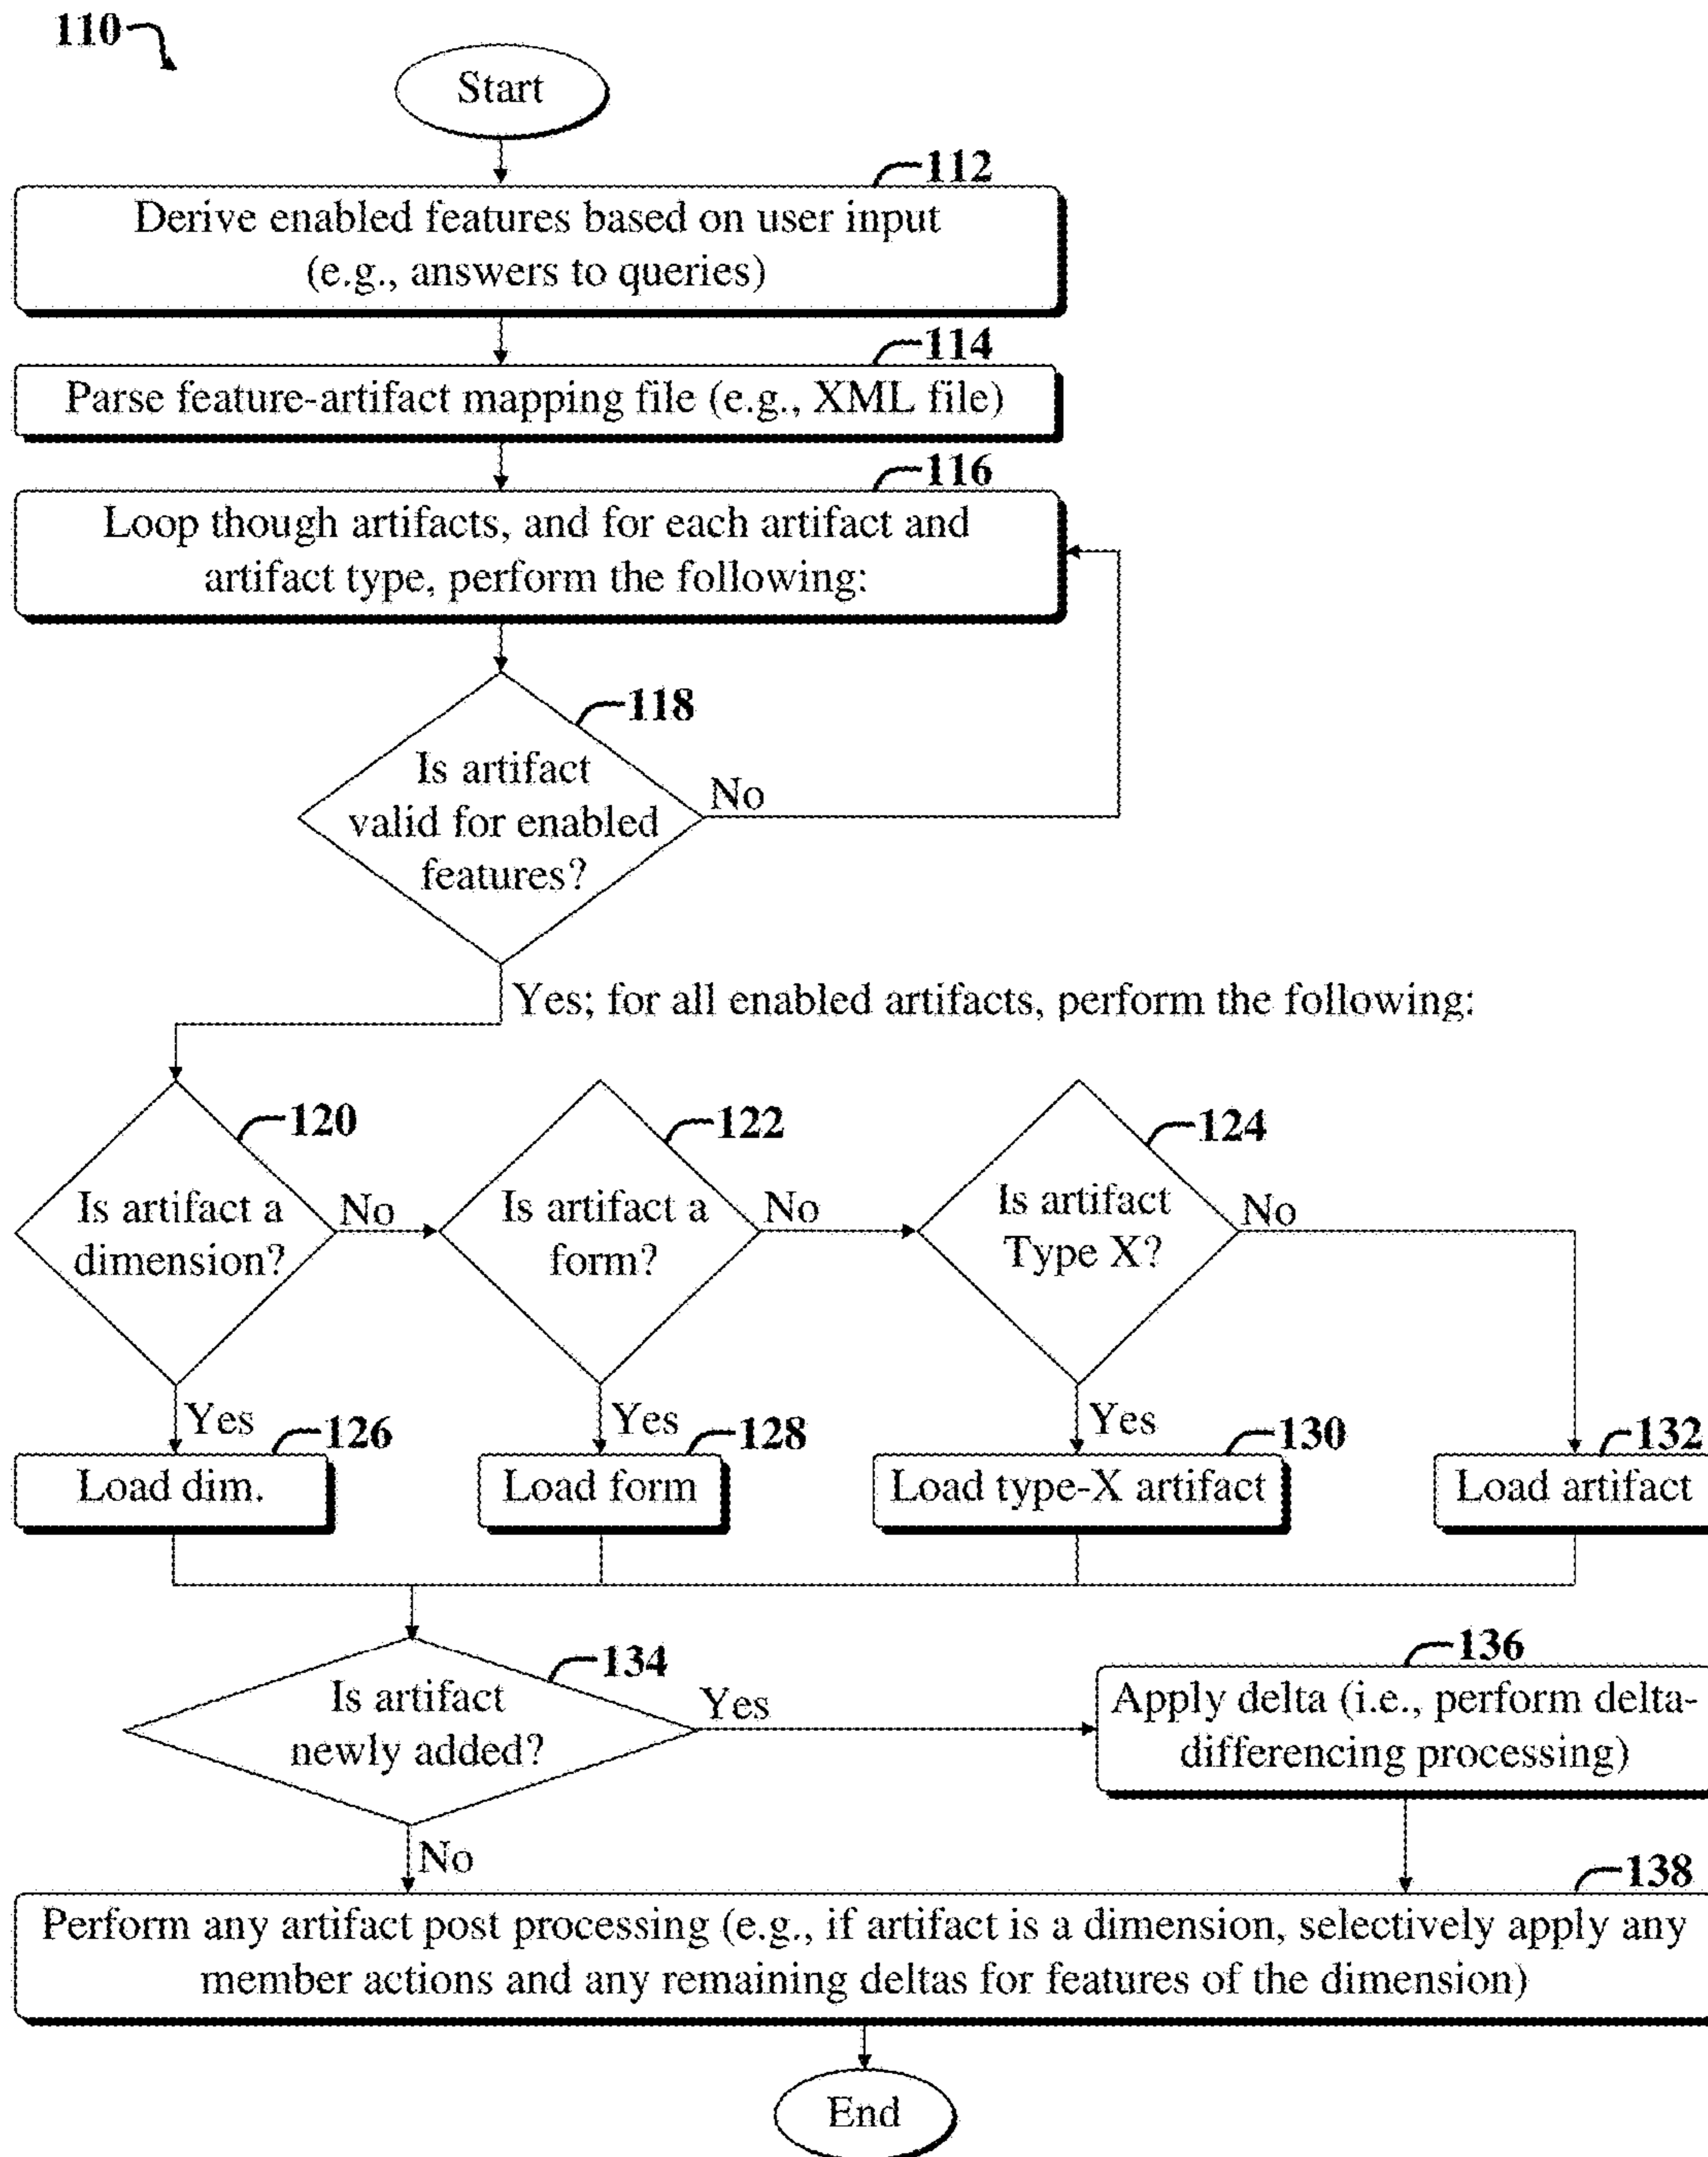 110
Start
112
Derive enabled features based on user input
(e.g., answers to queries)
114
Parse feature-artifact mapping file (e.g., XML file)
116
Loop though artifacts, and for each artifact and
artifact type, perform the following:
118
Is artifact
valid for enabled
features?
No
Yes; for all enabled artifacts, perform the following:
120
Is artifact a
dimension?
No
122
Is artifact a
form?
No
124
Is artifact
Type X?
No
Yes
126
Load dim.
Yes
128
Load form
Yes
130
Load type-X artifact
132
Load artifact
134
Is artifact
newly added?
Yes
136
Apply delta (i.e., perform delta-
differencing processing)
No
138
Perform any artifact post processing (e.g., if artifact is a dimension, selectively apply any
member actions and any remaining deltas for features of the dimension)
End